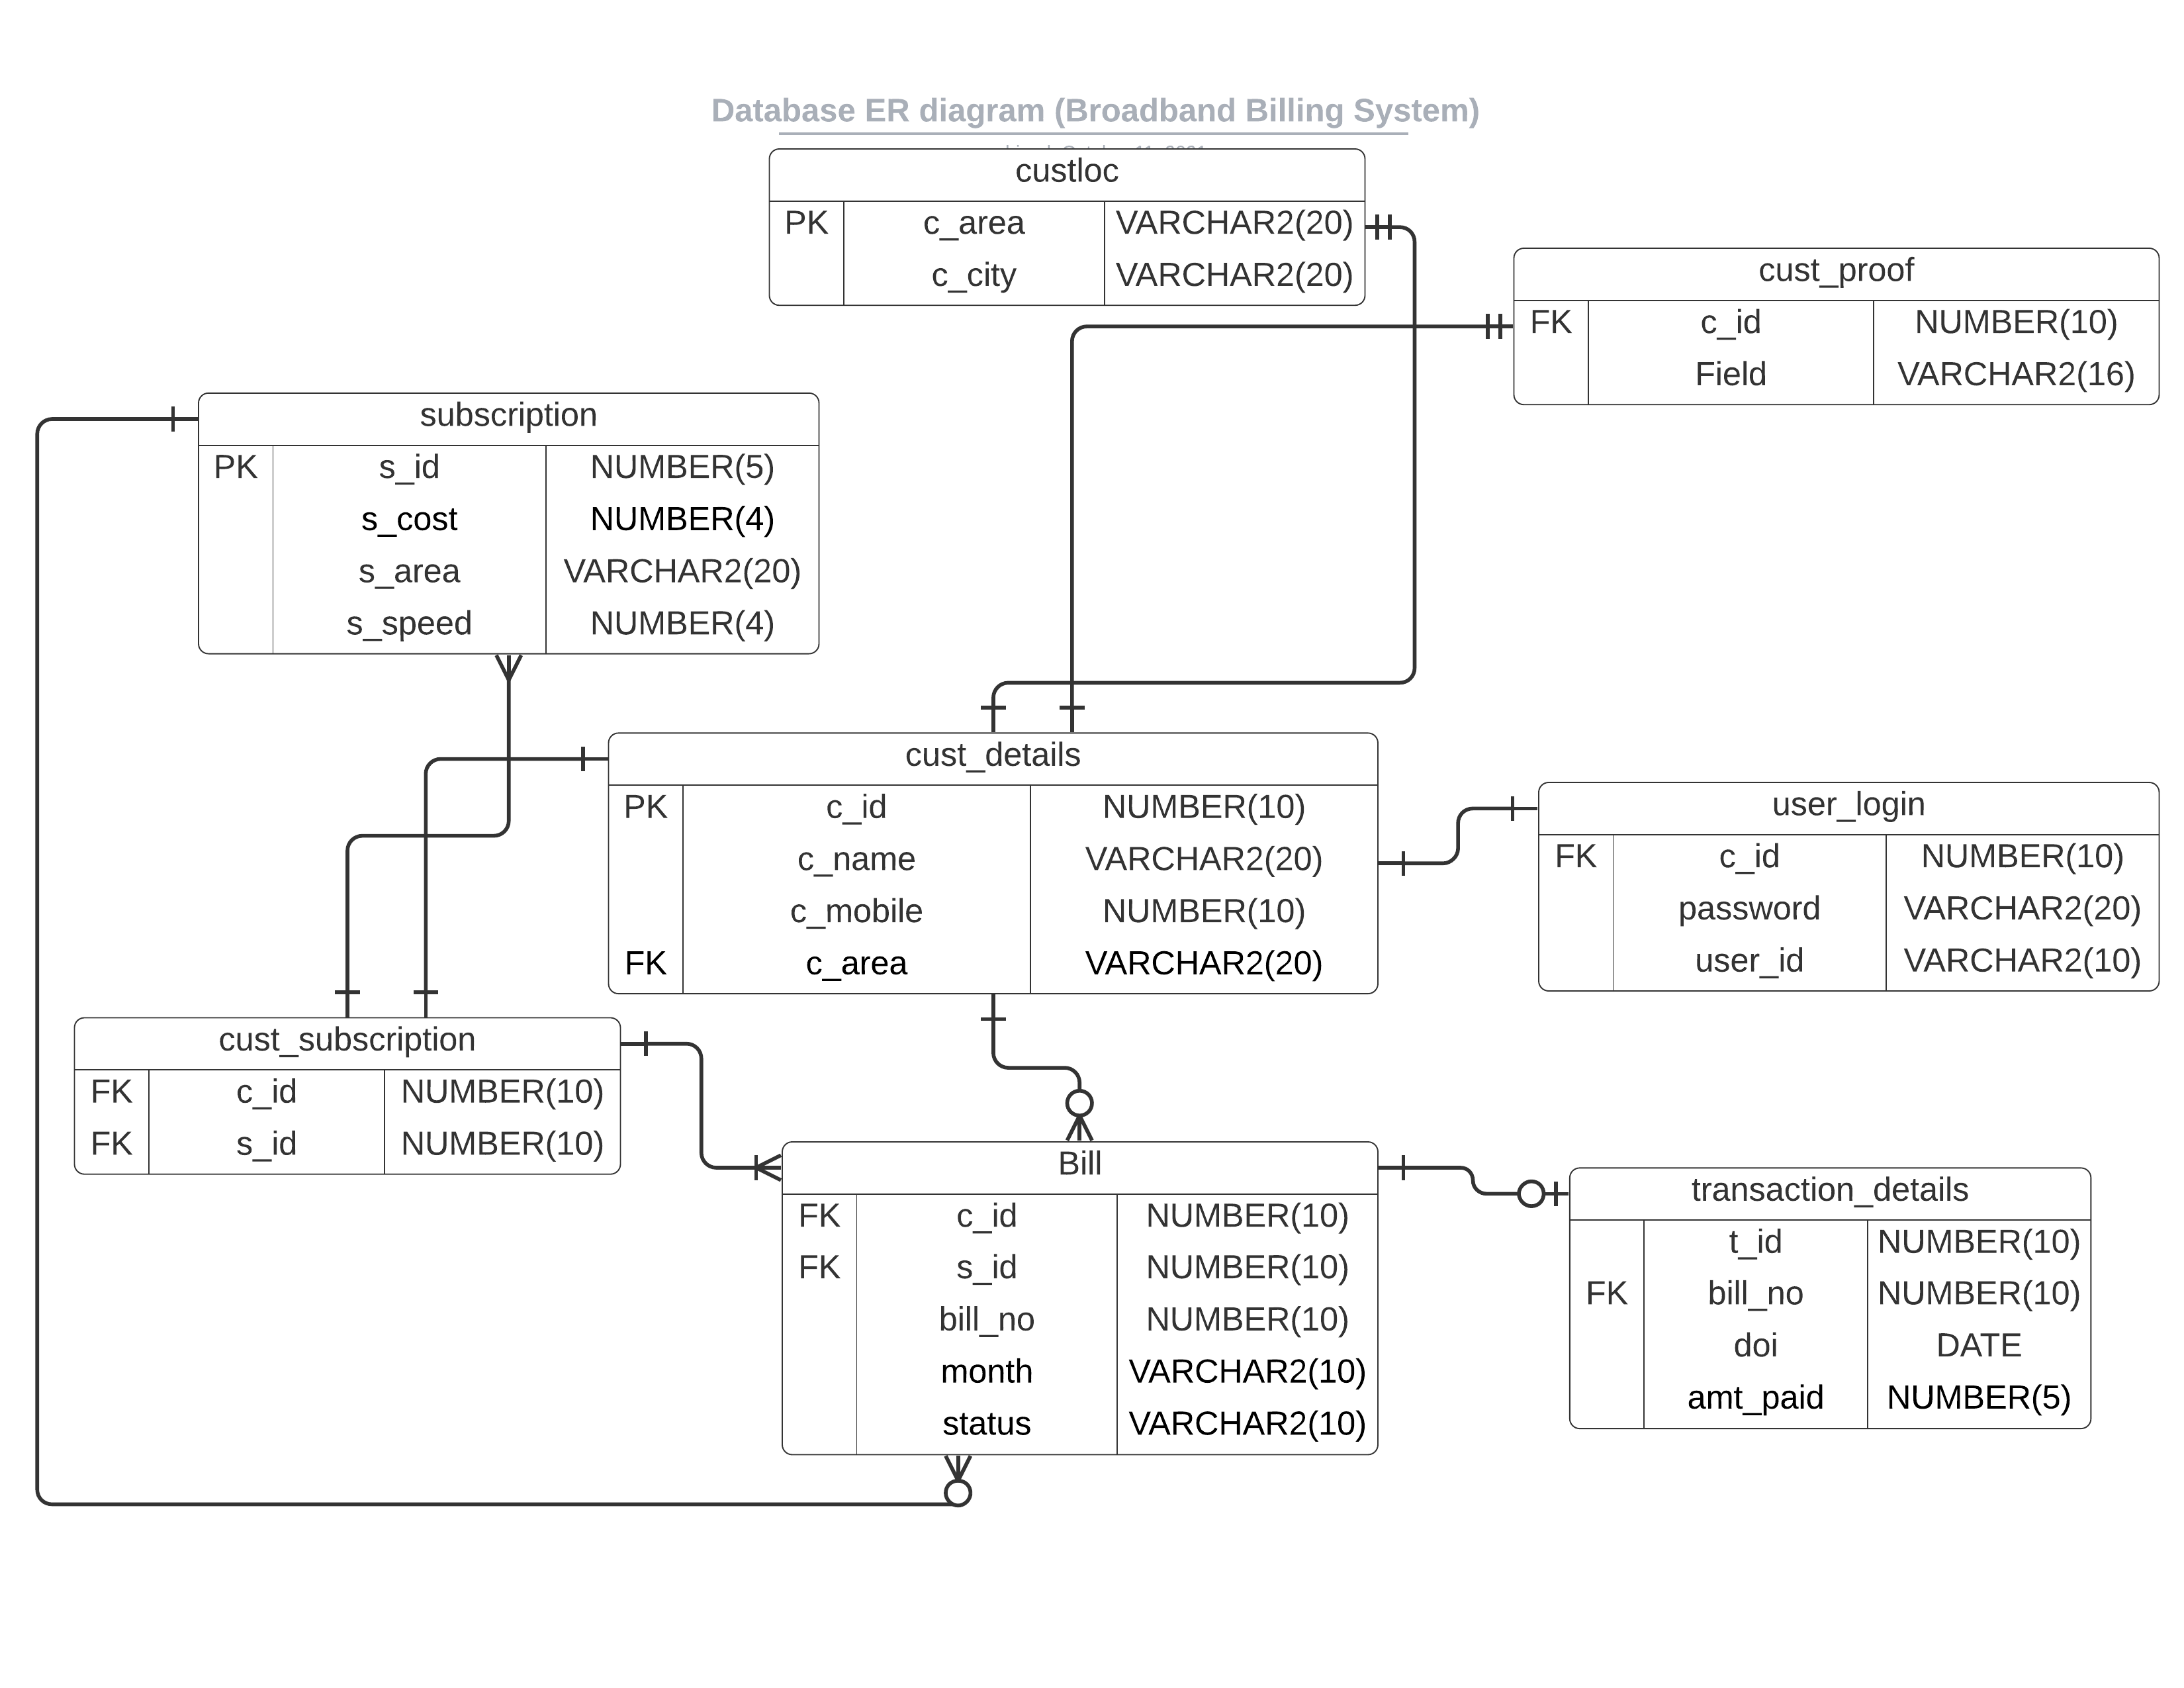 Database ER diagram (Broadband Billing System)
custloc
PK c_area VARCHAR2(20)
c_city VARCHAR2(20)
cust_proof
FK c_id NUMBER(10)
Field VARCHAR2(16)
subscription
PK s_id NUMBER(5)
s_cost NUMBER(4)
s_area VARCHAR2(20)
s_speed NUMBER(4)
cust_details
PK c_id NUMBER(10)
c_name VARCHAR2(20)
c_mobile NUMBER(10)
FK c_area VARCHAR2(20)
user_login
FK c_id NUMBER(10)
password VARCHAR2(20)
user_id VARCHAR2(10)
cust_subscription
FK c_id NUMBER(10)
FK s_id NUMBER(10)
Bill
FK c_id NUMBER(10)
FK s_id NUMBER(10)
bill_no NUMBER(10)
month VARCHAR2(10)
status VARCHAR2(10)
transaction_details
t_id NUMBER(10)
FK bill_no NUMBER(10)
doi DATE
amt_paid NUMBER(5)